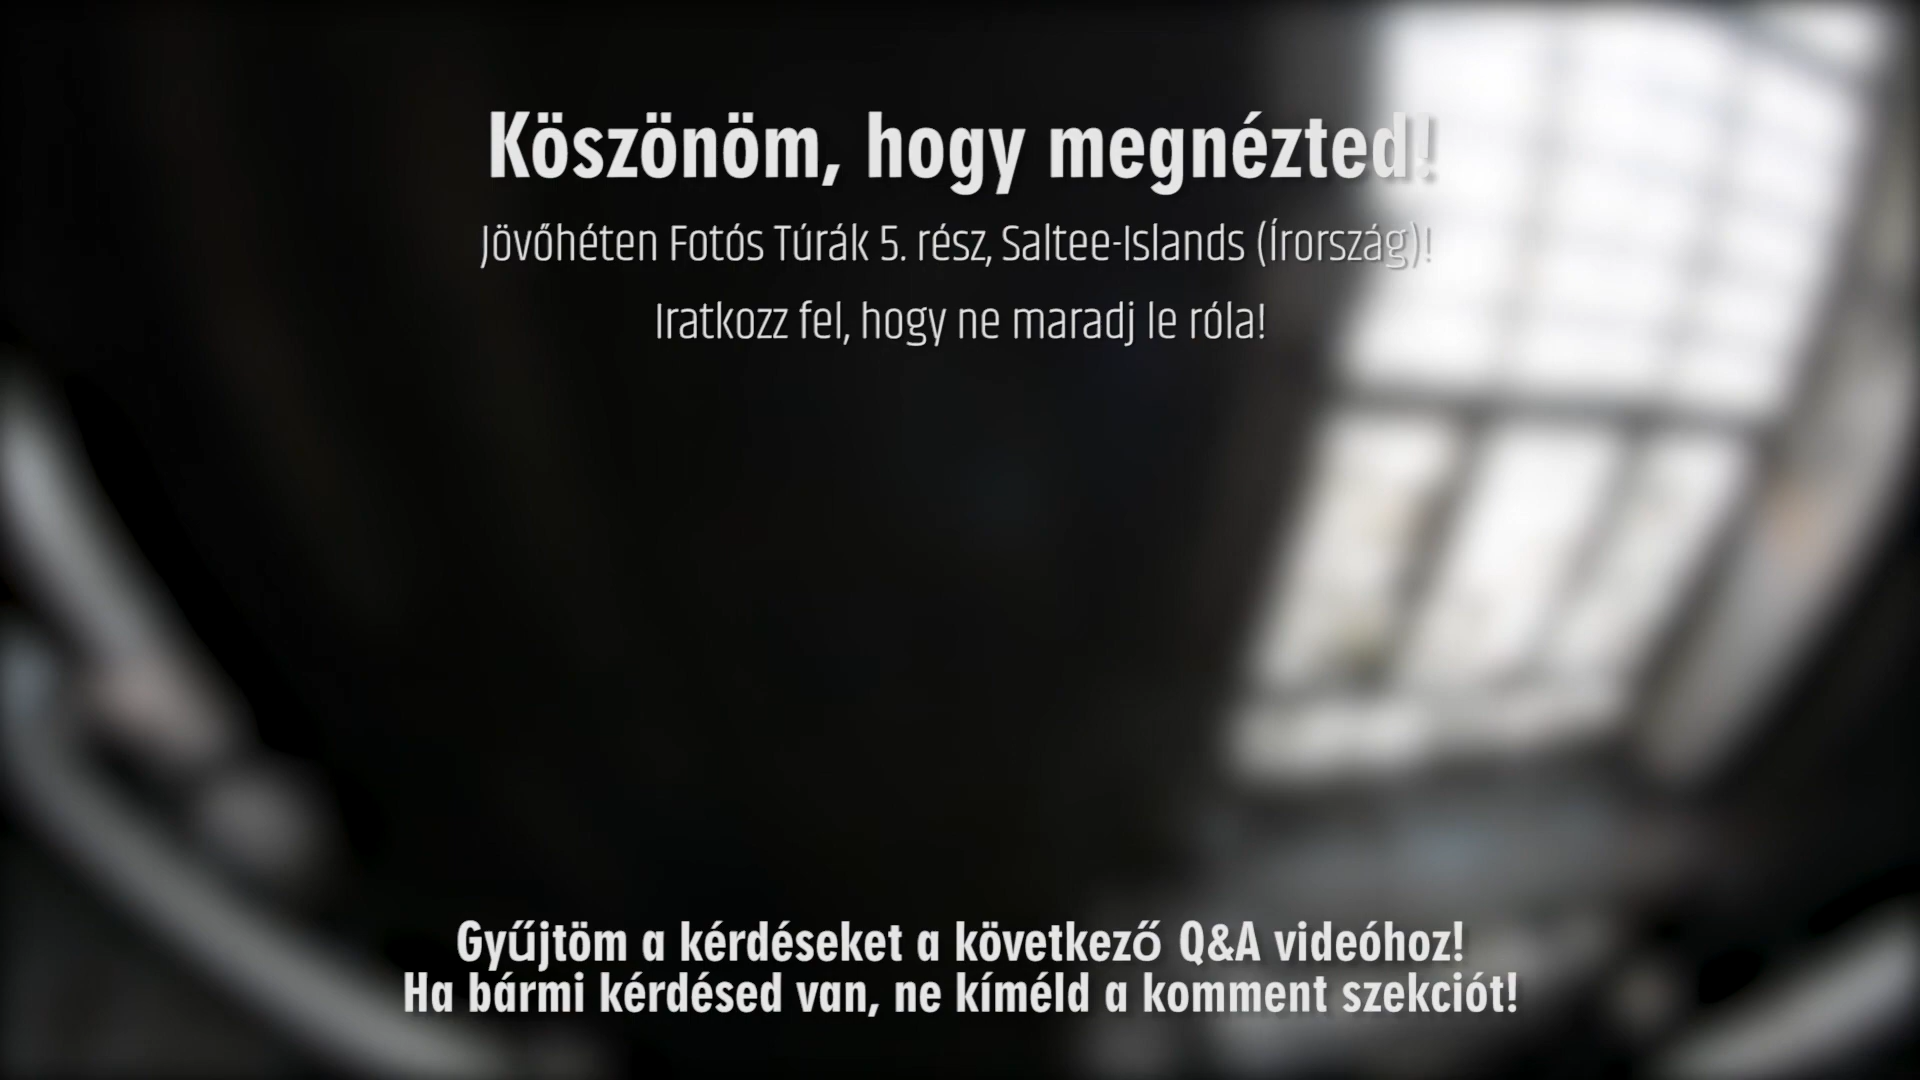 Köszönöm, hogy megnézted!
Jövőhéten Fotós Túrák 5. rész, Saltee-Islands (Írország)!
Iratkozz fel, hogy ne maradj le róla!
Gyűjtöm a kérdéseket a következő Q&A videóhoz!
Ha bármi kérdésed van, ne kíméld a komment szekciót!